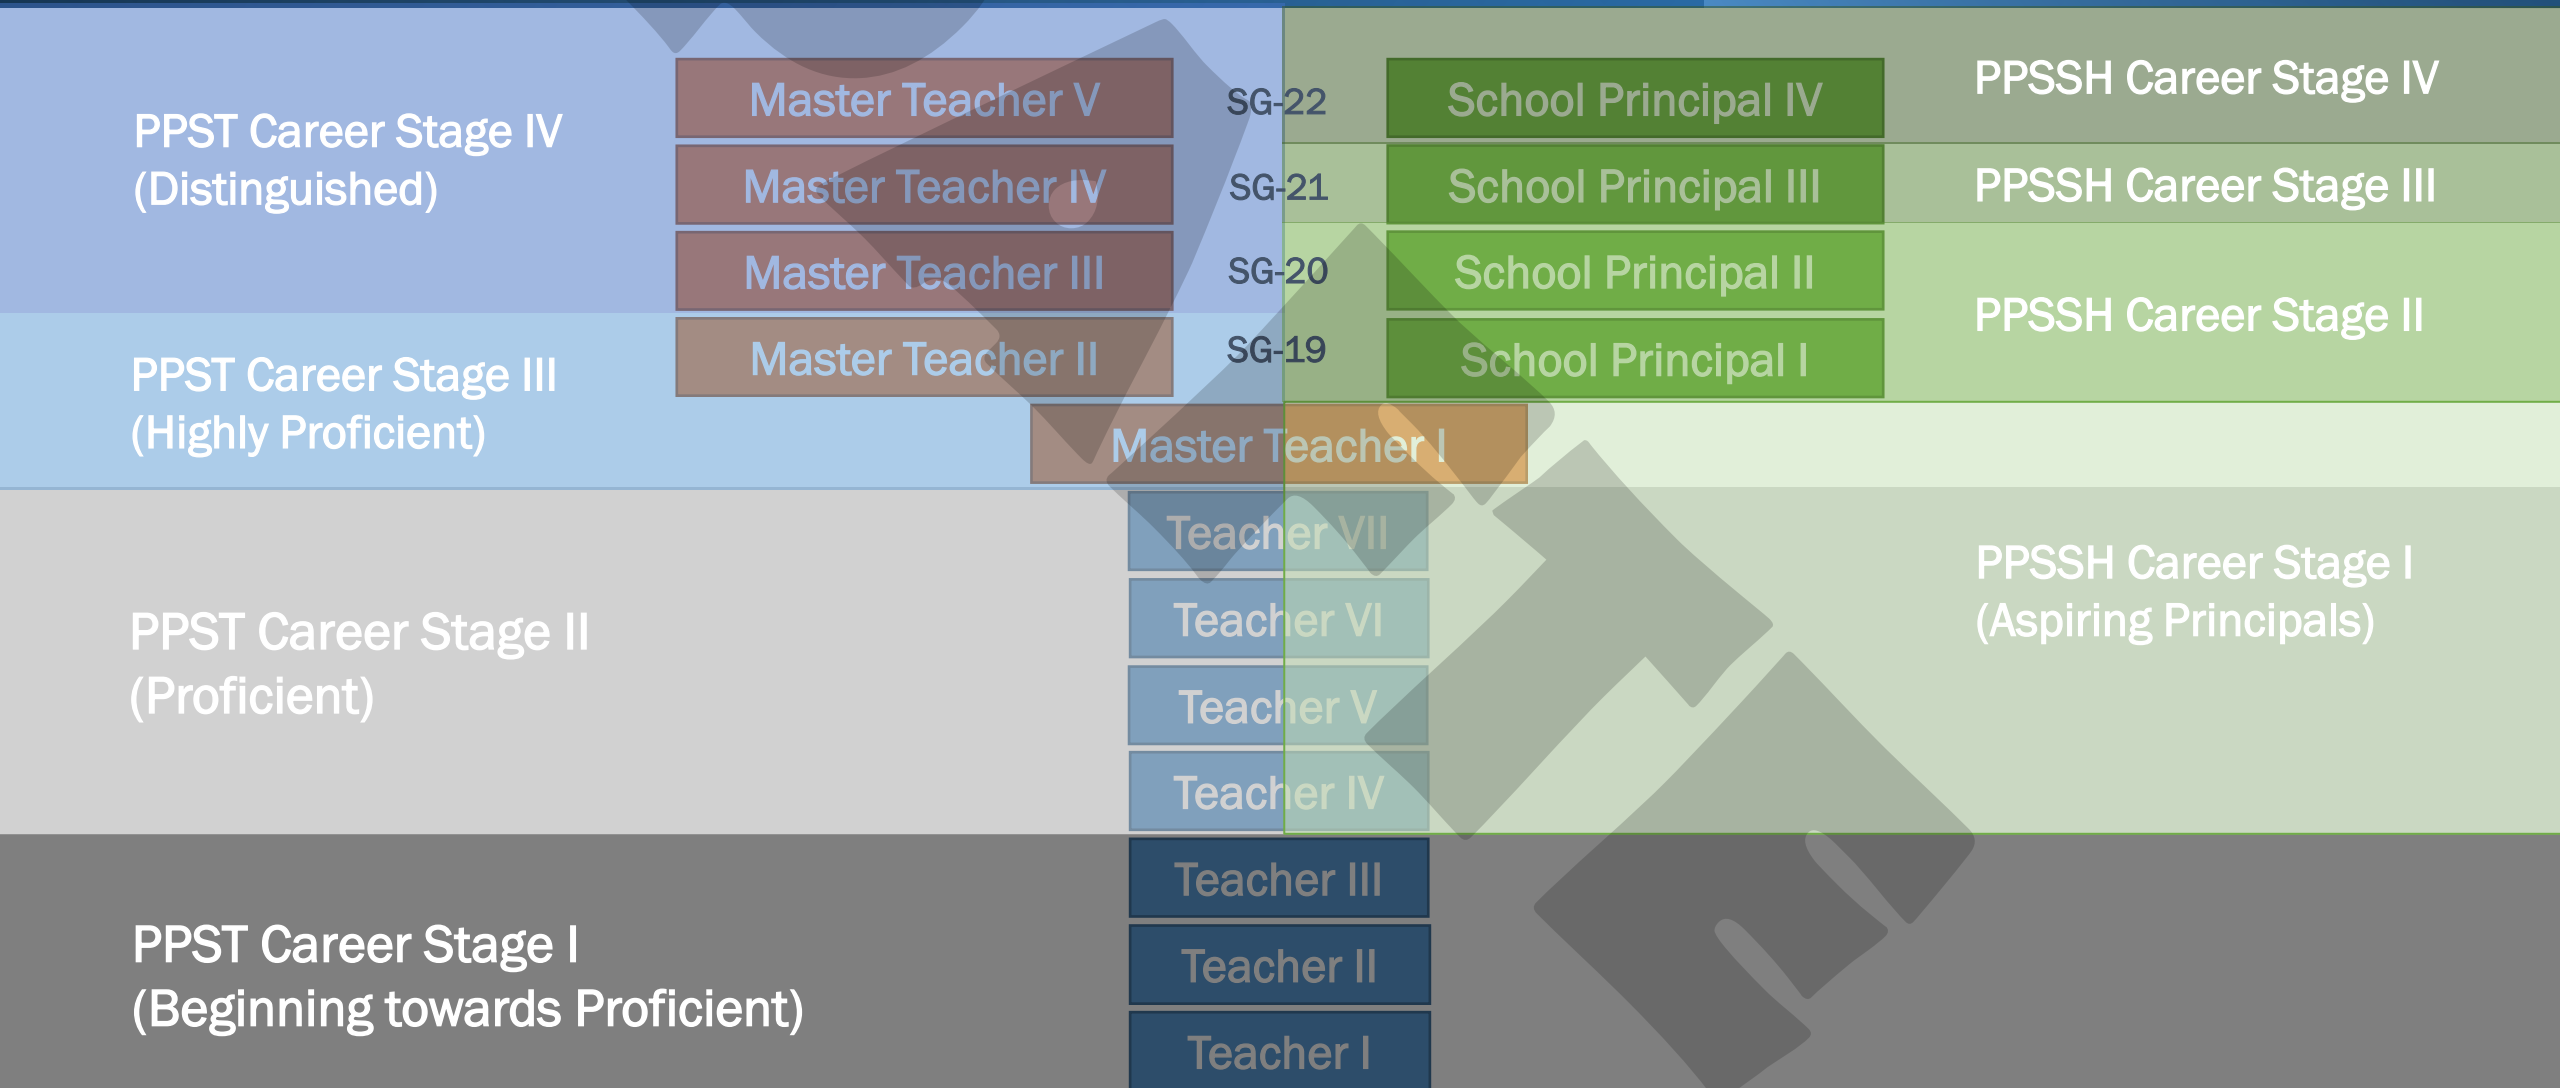 PPST Career Stage IV
(Distinguished)
PPST Career Stage III
(Highly Proficient)
PPST Career Stage II
(Proficient)
PPST Career Stage I
(Beginning towards Proficient)
Master Teacher V
Master Teacher IV
Master Teacher III
Master Teacher II
Master Teacher I
Teacher VII
Teacher VI
Teacher V
Teacher IV
Teacher III
Teacher II
Teacher I
SG-22
SG-21
SG-20
SG-19
School Principal IV
School Principal III
School Principal II
School Principal I
PPSSH Career Stage IV
PPSSH Career Stage III
PPSSH Career Stage II
PPSSH Career Stage I
(Aspiring Principals)